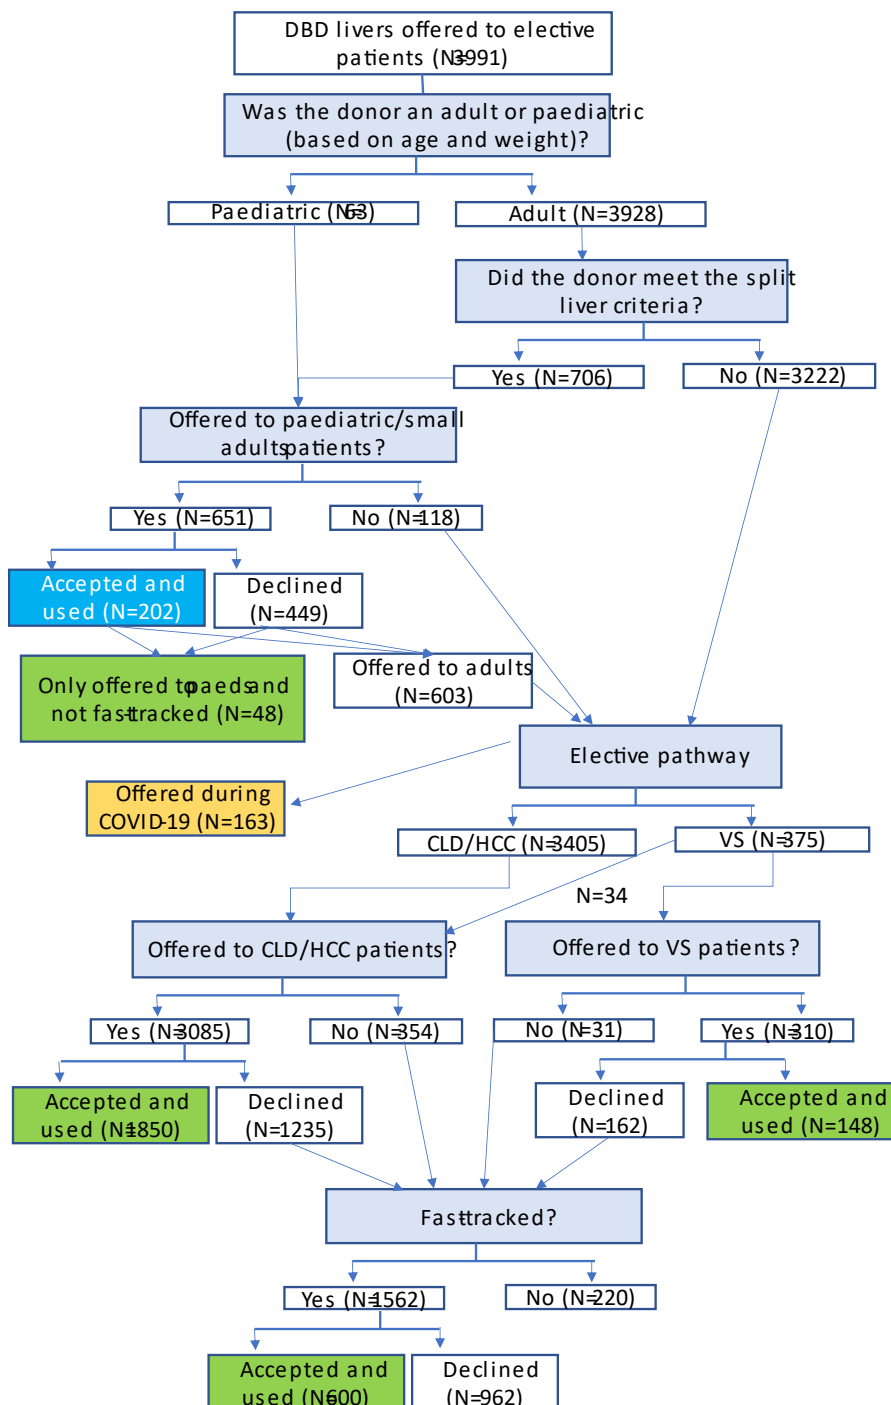 DBD livers offered to elective
patients (N=3991)
Was the donor an adult or paediatric
(based on age and weight)?
Paediatric (N=63)
Adult (N=3928)
Did the donor meet the split
liver criteria?
Yes (N=706)
No (N=3222)
Offered to paediatric/small
adults patients?
Yes (N=651)
No (N=118)
Accepted and
used (N=202)
Declined
(N=449)
Only offered to paeds and
not fast-tracked (N=48)
Offered to adults
(N=603)
Elective pathway
Offered during
COVID-19 (N=163)
CLD/HCC (N=3405)
VS (N=375)
N=34
Offered to CLD/HCC patients?
Offered to VS patients?
Yes (N=3085)
No (N=354)
No (N=31)
Yes (N=310)
Accepted and
used (N=1850)
Declined
(N=1235)
Declined
(N=162)
Accepted and
used (N=148)
Fast-tracked?
Yes (N=1562)
No (N=220)
Accepted and
used (N=600)
Declined
(N=962)